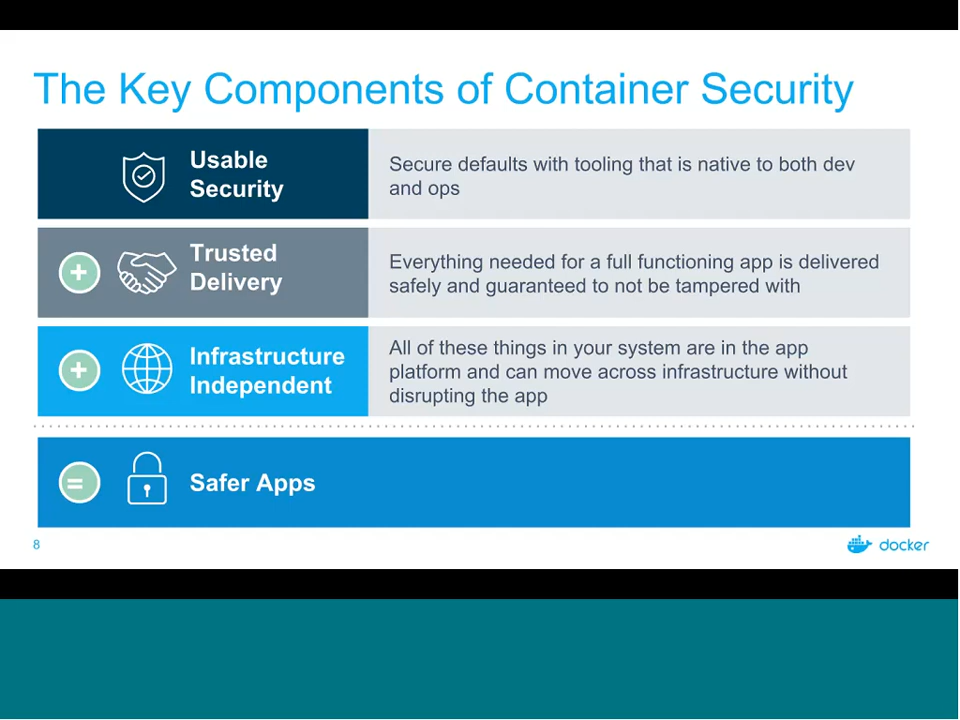 The Key Components of Container Security
Usable
Security
Secure defaults with tooling that is native to both dev
and ops
+
Trusted
Delivery
Everything needed for a full functioning app is delivered
safely and guaranteed to not be tampered with
+
Infrastructure
Independent
All of these things in your system are in the app
platform and can move across infrastructure without
disrupting the app
=
Safer Apps
8
docker